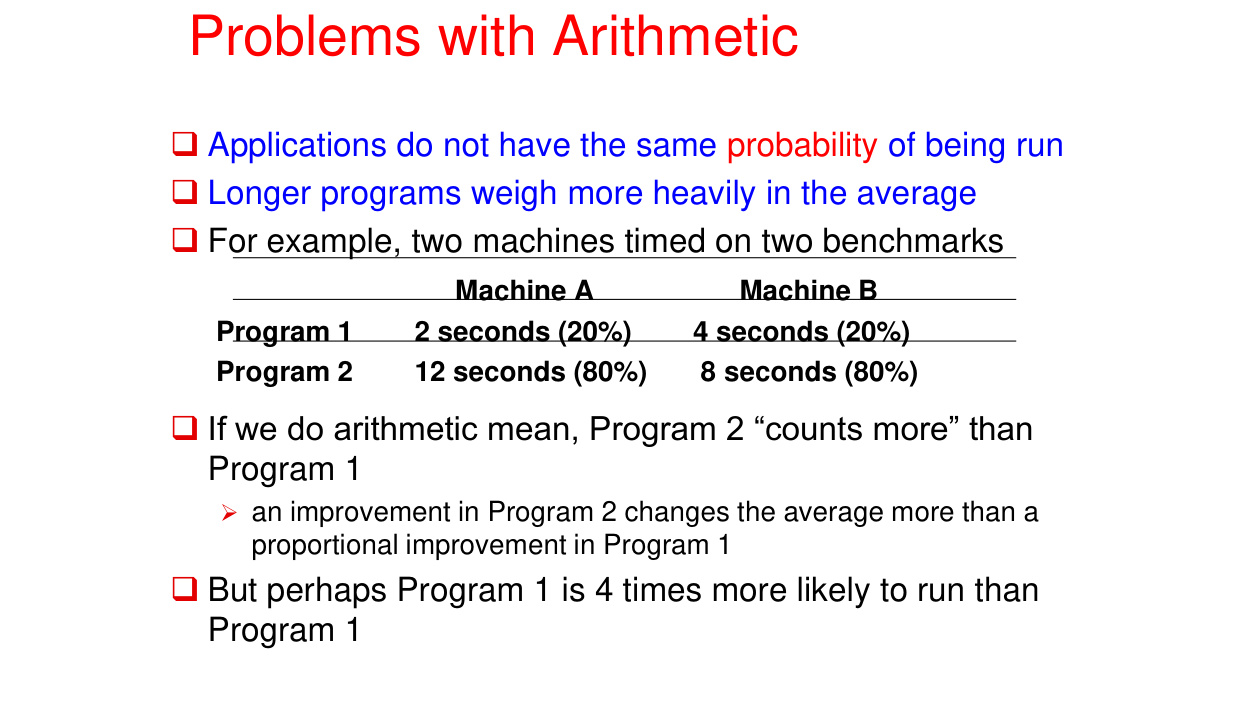 Problems with Arithmetic
❑ Applications do not have the same probability of being run
❑ Longer programs weigh more heavily in the average
❑ For example, two machines timed on two benchmarks
Machine A Machine B
Program 1 2 seconds (20%) 4 seconds (20%)
Program 2 12 seconds (80%) 8 seconds (80%)
❑ If we do arithmetic mean, Program 2 “counts more” than
Program 1
➢ an improvement in Program 2 changes the average more than a
proportional improvement in Program 1
❑ But perhaps Program 1 is 4 times more likely to run than
Program 1